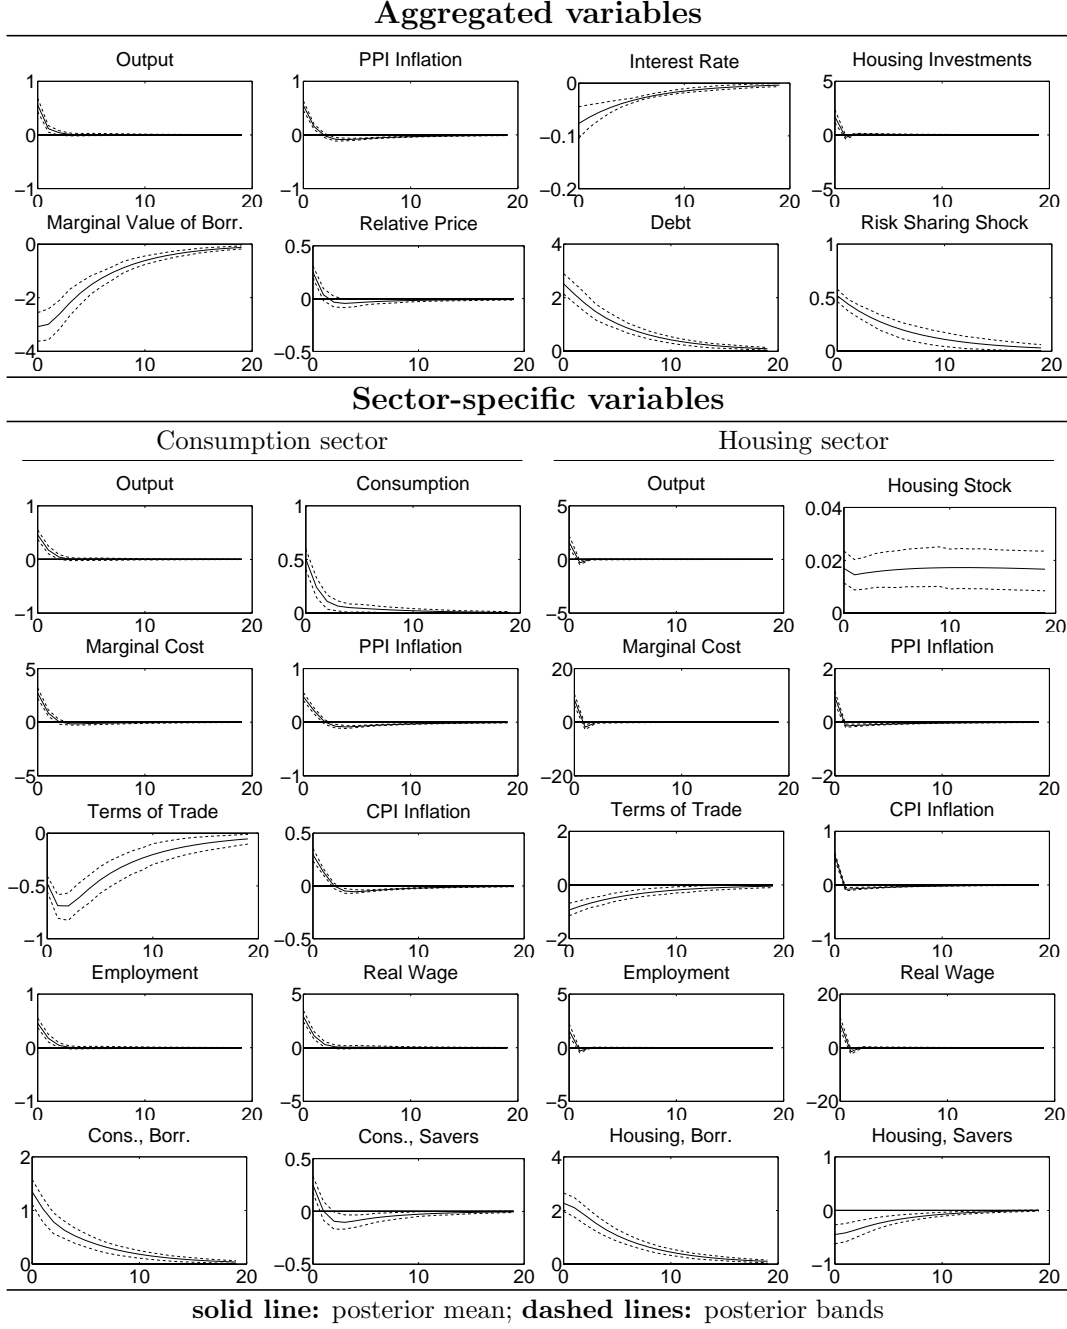 Aggregated variables
Output PPI Inflation Interest Rate Housing Investments
1 1 0 5
0 0 −0.1 0
−1 −1 −0.2 −5
0 10 20 0 10 20 0 10 20 0 10 20
Marginal Value of Borr. Relative Price Debt Risk Sharing Shock
0 0.5 4 1
−2 0 2 0.5
−4 −0.5 0 0
0 10 20 0 10 20 0 10 20 0 10 20
Sector-specific variables
Consumption sector Housing sector
Output Consumption Output Housing Stock
1 1 5 0.04
0 0.5 0 0.02
−1 0 −5 0
0 10 20 0 10 20 0 10 20 0 10 20
Marginal Cost PPI Inflation Marginal Cost PPI Inflation
5 1 20 2
0 0 0 0
−5 −1 −20 −2
0 10 20 0 10 20 0 10 20 0 10 20
Terms of Trade CPI Inflation Terms of Trade CPI Inflation
0 0.5 2 1
−0.5 0 0 0
−1 −0.5 −2 −1
0 10 20 0 10 20 0 10 20 0 10 20
Employment Real Wage Employment Real Wage
1 5 5 20
0 0 0 0
−1 −5 −5 −20
0 10 20 0 10 20 0 10 20 0 10 20
Cons., Borr. Cons., Savers Housing, Borr. Housing, Savers
2 0.5 4 1
1 0 2 0
0 −0.5 0 −1
0 10 20 0 10 20 0 10 20 0 10 20
solid line: posterior mean; dashed lines: posterior bands